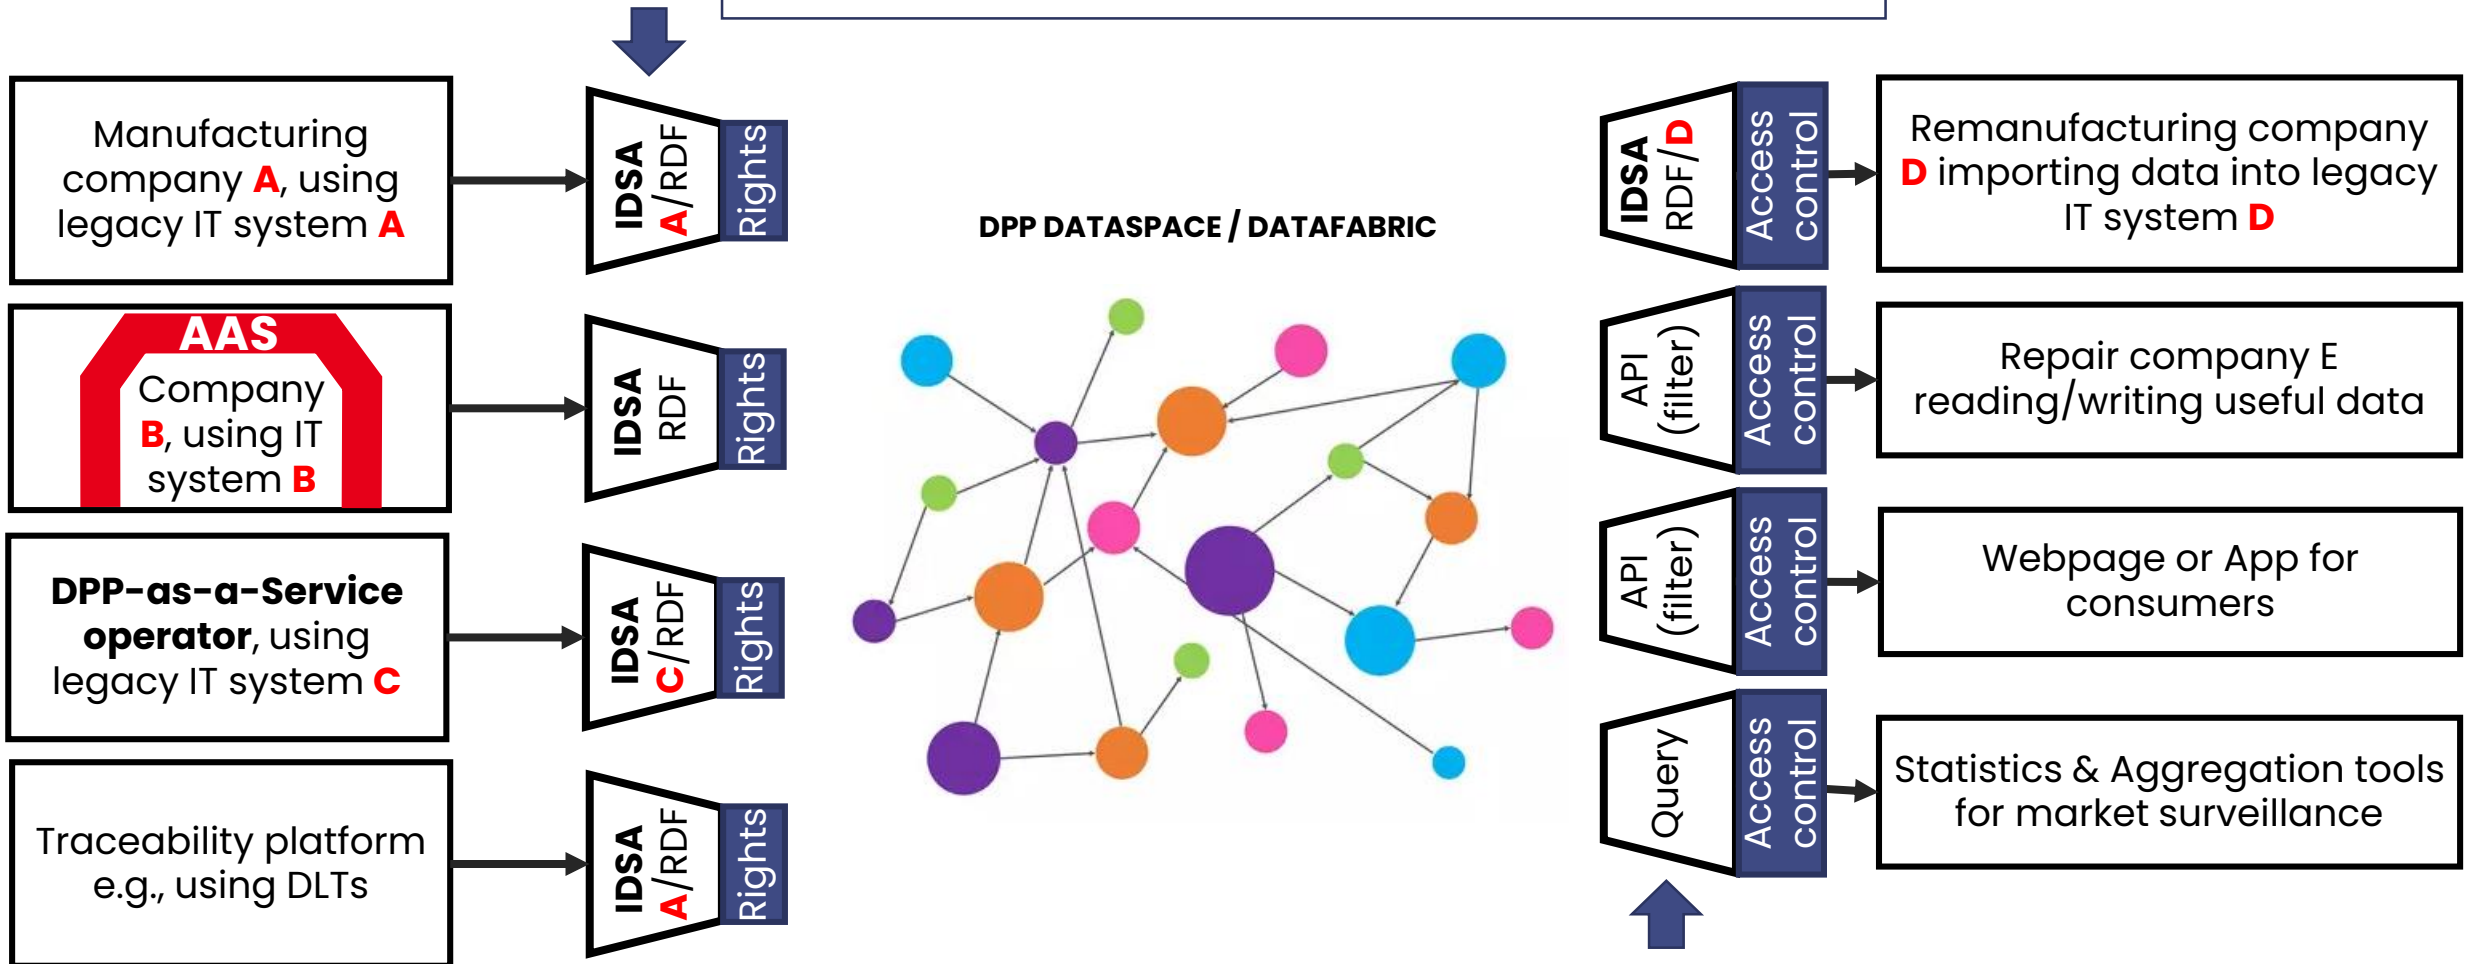 Manufacturing
company A, using
legacy IT system A
IDSA
A/RDF
Rights
AAS
Company
B, using IT
system B
IDSA
RDF
Rights
DPP-as-a-Service
operator, using
legacy IT system C
IDSA
C/RDF
Rights
Traceability platform
e.g., using DLTs
IDSA
A/RDF
Rights
DPP DATASPACE / DATAFABRIC
IDSA
RDF/D
Access
control
Remanufacturing company
D importing data into legacy
IT system D
API
(filter)
Access
control
Repair company E
reading/writing useful data
API
(filter)
Access
control
Webpage or App for
consumers
Query
Access
control
Statistics & Aggregation tools
for market surveillance